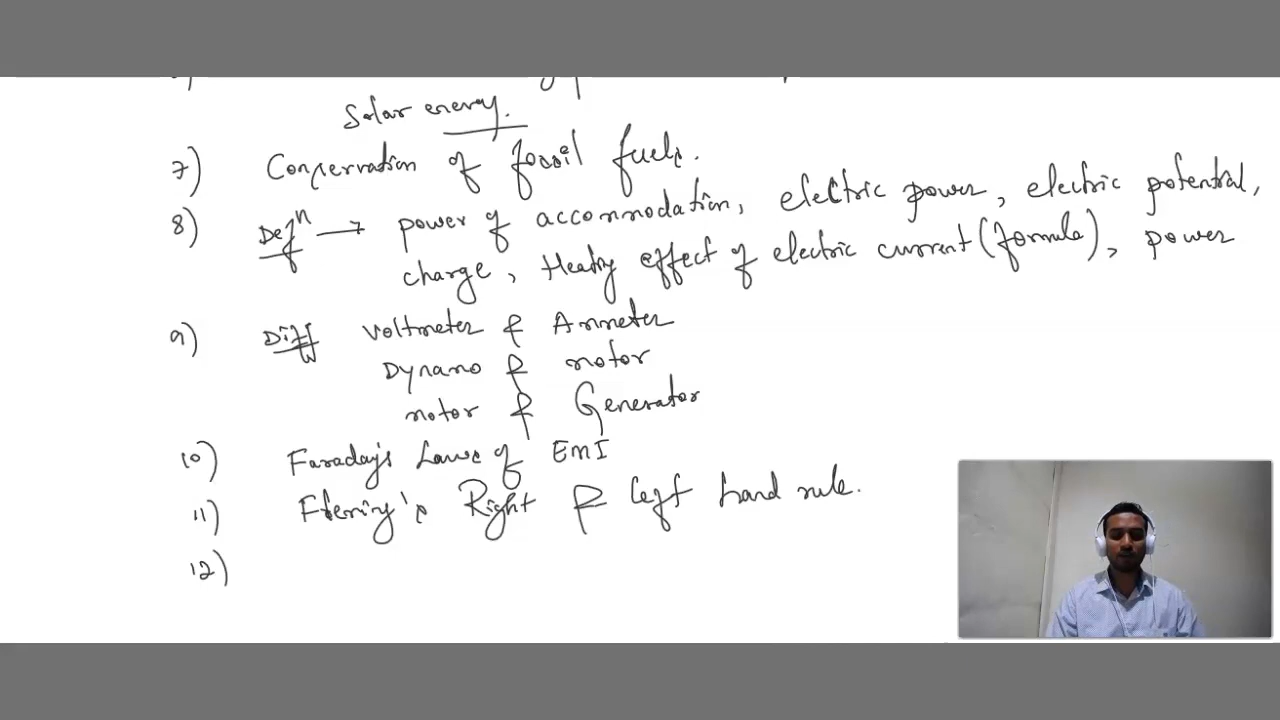 Solar energy.
7) Conservation of fossil fuels.
8) Defn → power of accommodation, electric power, electric potential,
charge, Heating effect of electric current (formula), power
9) Diff Voltmeter & Ammeter
Dynamo & motor
motor & Generator
10) Faraday's Laws of EMI
11) Fleming's Right & left hand rule.
12)